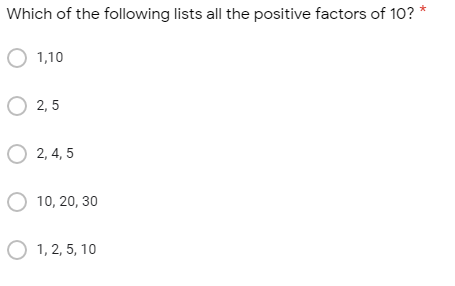 Which of the following lists all the positive factors of 10? *
1,10
2, 5
2, 4, 5
10, 20, 30
1, 2, 5, 10